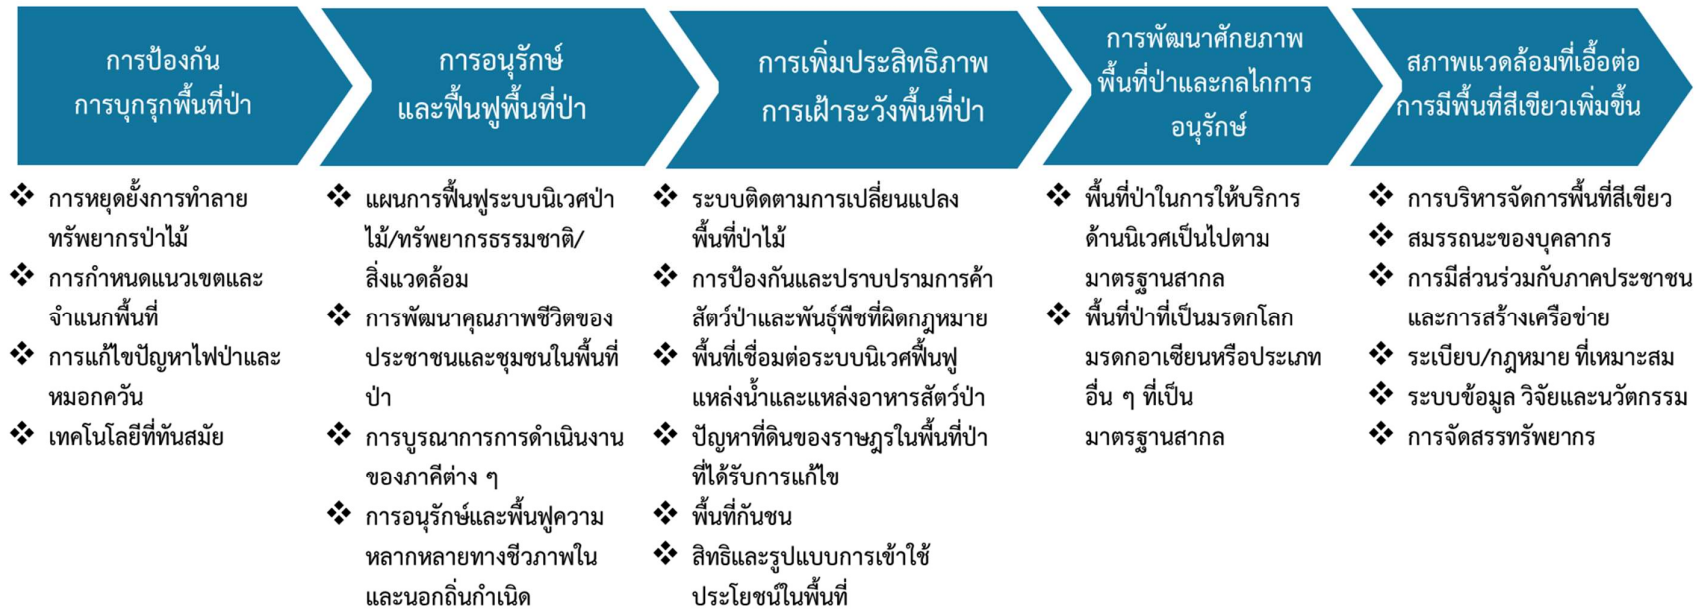 การป้องกัน
การบุกรุกพื้นที่ป่า
❖ การหยุดยั้งการทำลาย
ทรัพยากรป่าไม้
❖ การกำหนดแนวเขตและ
จำแนกพื้นที่
❖ การแก้ไขปัญหาไฟป่าและ
หมอกควัน
❖ เทคโนโลยีที่ทันสมัย
การอนุรักษ์
และฟื้นฟูพื้นที่ป่า
❖ แผนการฟื้นฟูระบบนิเวศป่า
ไม้/ทรัพยากรธรรมชาติ/
สิ่งแวดล้อม
❖ การพัฒนาคุณภาพชีวิตของ
ประชาชนและชุมชนในพื้นที่
ป่า
❖ การบูรณาการการดำเนินงาน
ของภาคีต่าง ๆ
❖ การอนุรักษ์และพื้นฟูความ
หลากหลายทางชีวภาพใน
และนอกถิ่นกำเนิด
การเพิ่มประสิทธิภาพ
การเฝ้าระวังพื้นที่ป่า
❖ ระบบติดตามการเปลี่ยนแปลง
พื้นที่ป่าไม้
❖ การป้องกันและปราบปรามการค้า
สัตว์ป่าและพันธุ์พืชที่ผิดกฎหมาย
❖ พื้นที่เชื่อมต่อระบบนิเวศฟื้นฟู
แหล่งน้ำและแหล่งอาหารสัตว์ป่า
❖ ปัญหาที่ดินของราษฎรในพื้นที่ป่า
ที่ได้รับการแก้ไข
❖ พื้นที่กันชน
❖ สิทธิและรูปแบบการเข้าใช้
ประโยชน์ในพื้นที่
การพัฒนาศักยภาพ
พื้นที่ป่าและกลไกการ
อนุรักษ์
❖ พื้นที่ป่าในการให้บริการ
ด้านนิเวศเป็นไปตาม
มาตรฐานสากล
❖ พื้นที่ป่าที่เป็นมรดกโลก
มรดกอาเซียนหรือประเภท
อื่น ๆ ที่เป็น
มาตรฐานสากล
สภาพแวดล้อมที่เอื้อต่อ
การมีพื้นที่สีเขียวเพิ่มขึ้น
❖ การบริหารจัดการพื้นที่สีเขียว
❖ สมรรถนะของบุคลากร
❖ การมีส่วนร่วมกับภาคประชาชน
และการสร้างเครือข่าย
❖ ระเบียบ/กฎหมาย ที่เหมาะสม
❖ ระบบข้อมูล วิจัยและนวัตกรรม
❖ การจัดสรรทรัพยากร